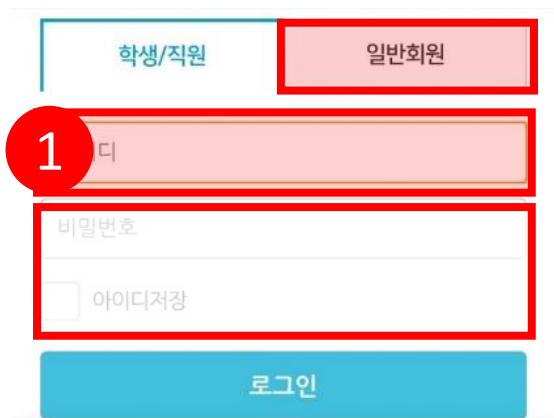 학생/직원 일반회원
1 디
비밀번호
아이디저장
로그인